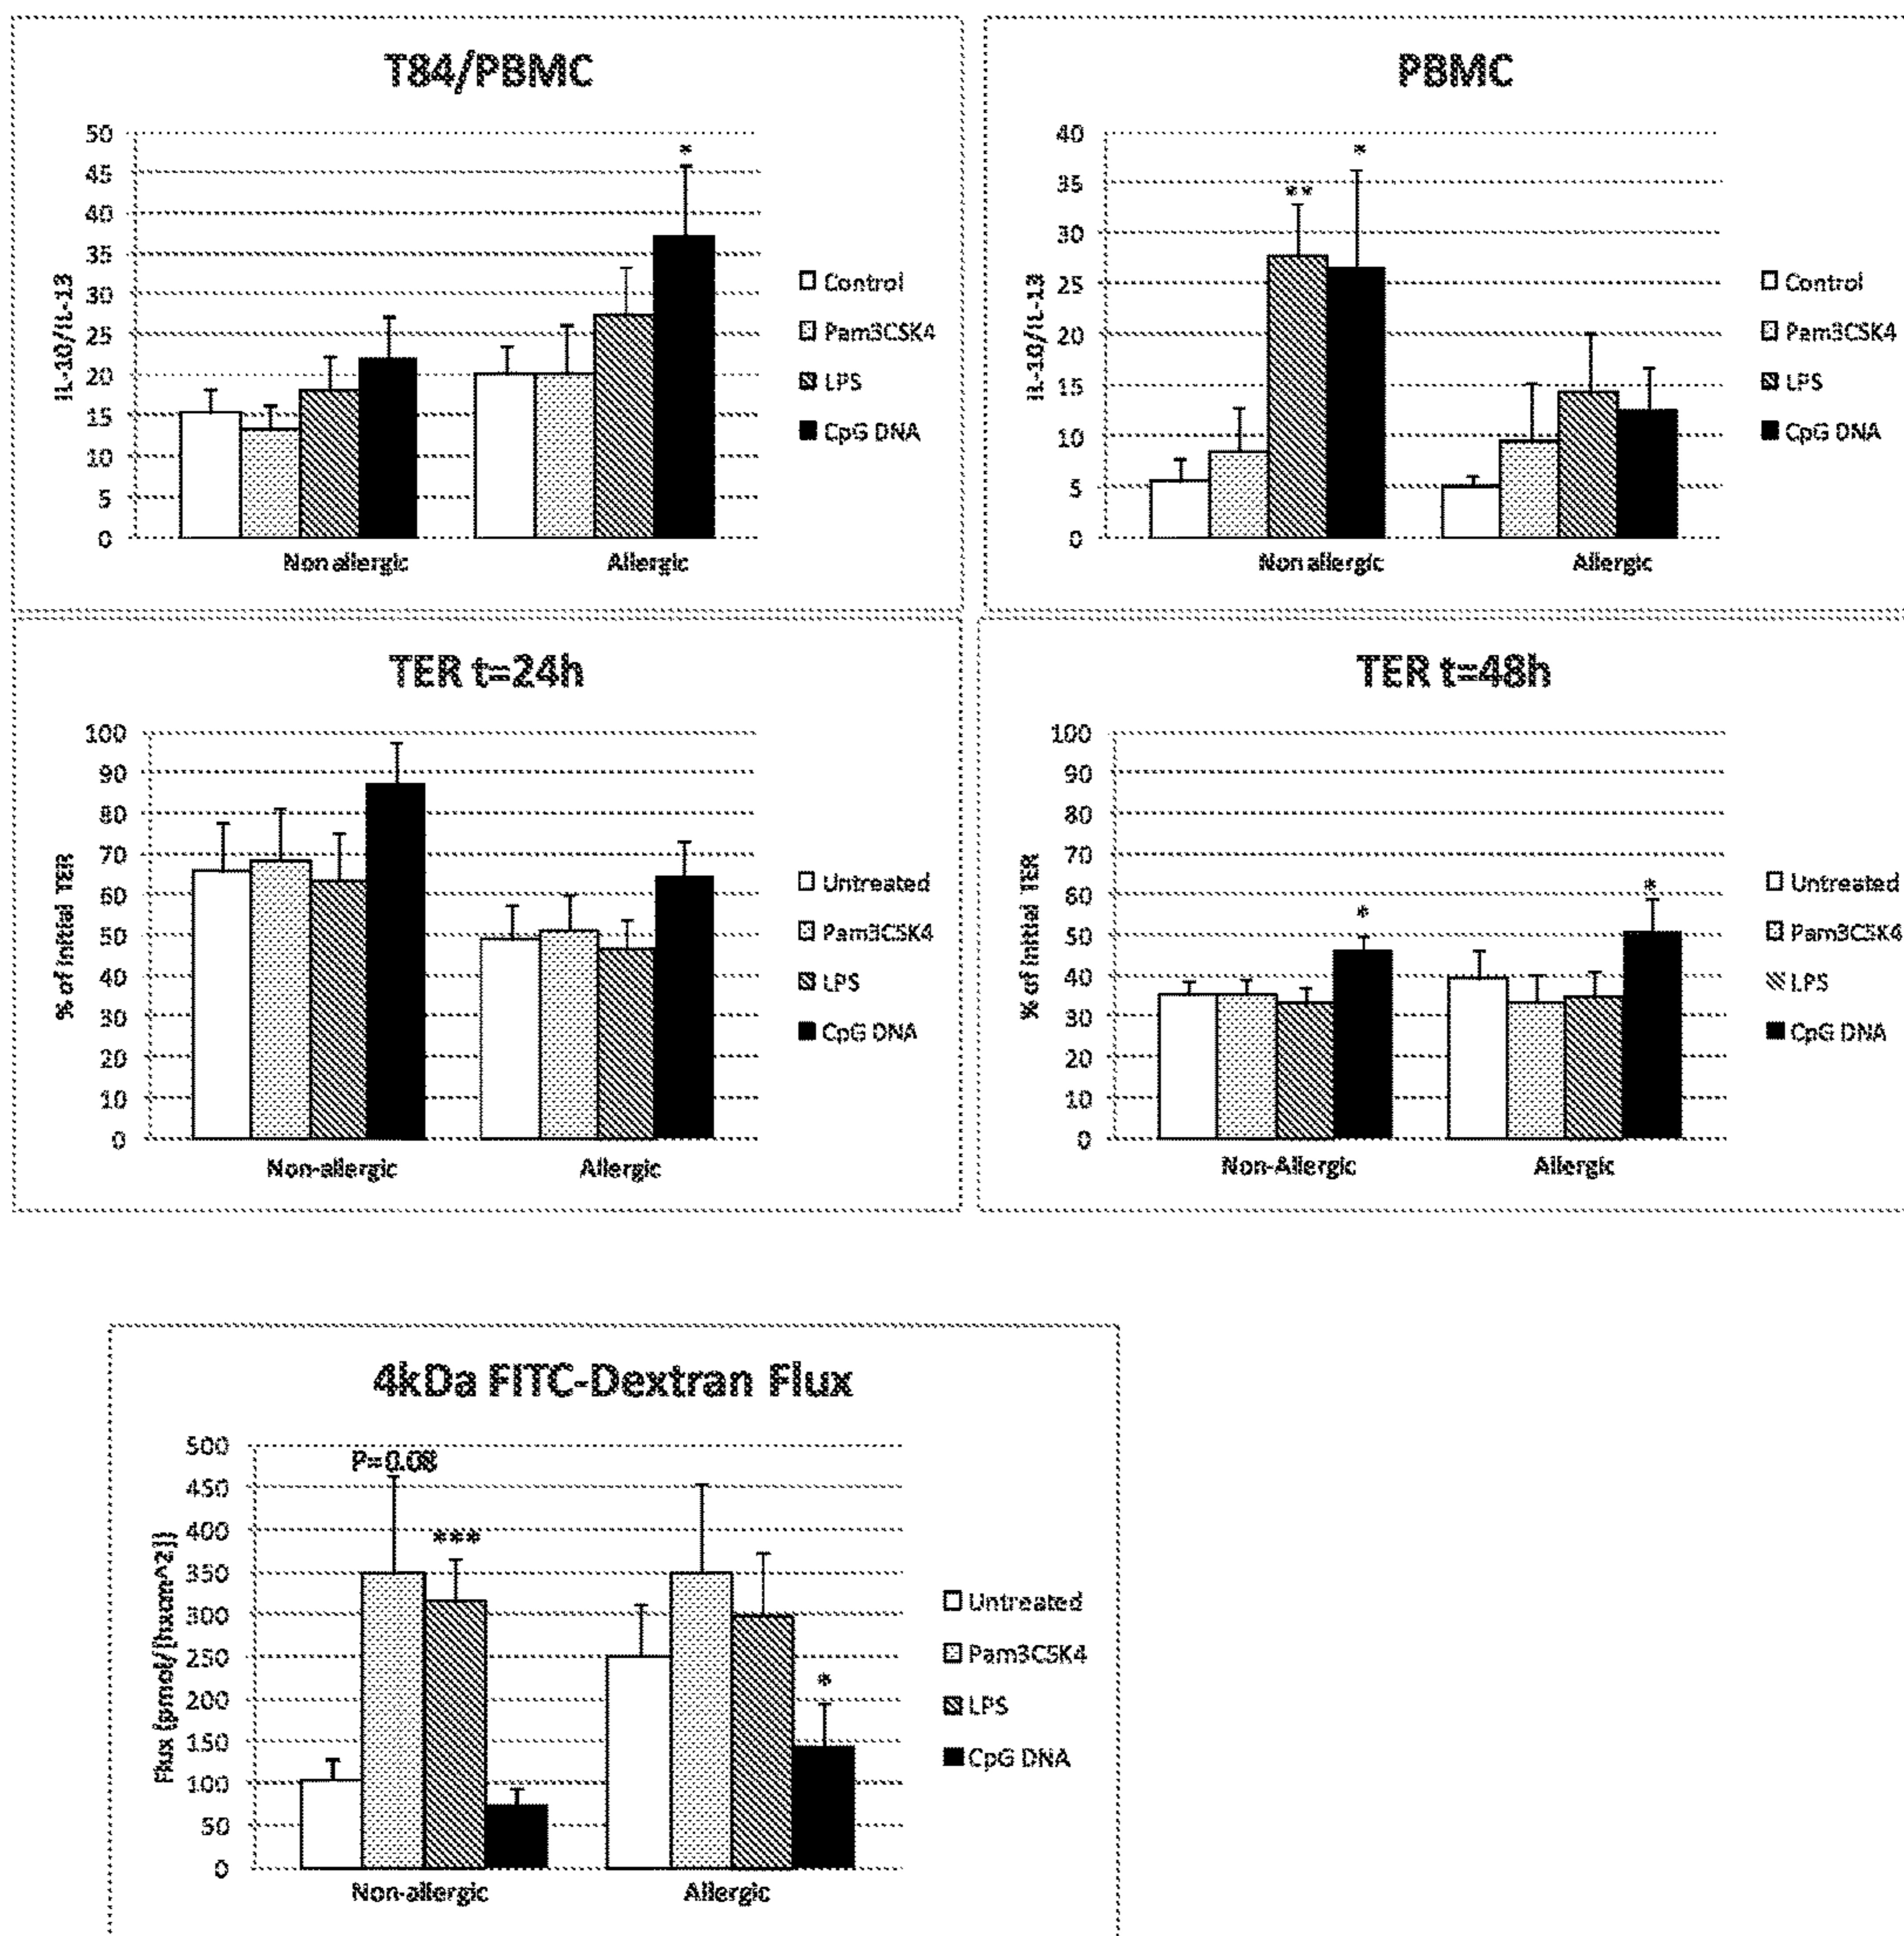 T84/PBMC
50
45
40
35
30
25
20
15
10
5
0
IL-10/IL-13
*
Non allergic
Allergic
Control
Pam3CSK4
LPS
CpG DNA
PBMC
40
35
30
25
20
15
10
5
0
IL-10/IL-13
**
*
Non allergic
Allergic
Control
Pam3CSK4
LPS
CpG DNA
TER t=24h
100
90
80
70
60
50
40
30
20
10
0
% of Initial TER
Non-allergic
Allergic
Untreated
Pam3CSK4
LPS
CpG DNA
TER t=48h
100
90
80
70
60
50
40
30
20
10
0
% of Initial TER
*
*
Non-Allergic
Allergic
Untreated
Pam3CSK4
LPS
CpG DNA
4kDa FITC-Dextran Flux
500
450
400
350
300
250
200
150
100
50
0
Flux (pmol/[hxcm^2])
P=0.08
***
*
Non-allergic
Allergic
Untreated
Pam3CSK4
LPS
CpG DNA